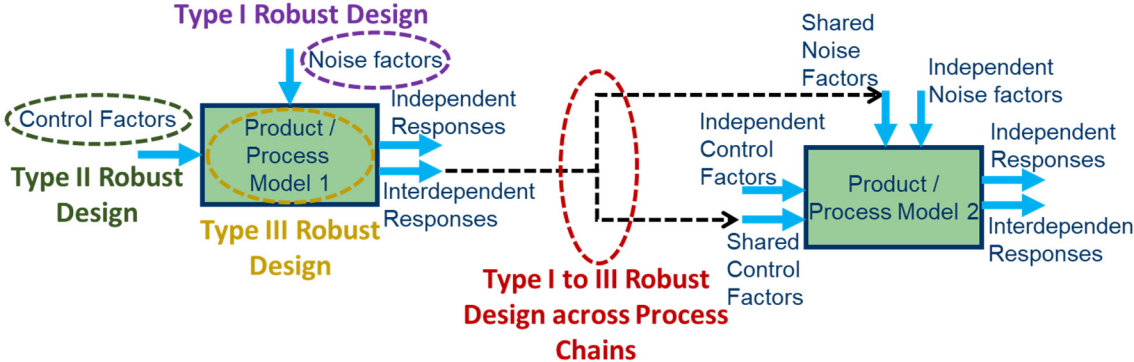 Type I Robust Design
Noise factors
Control Factors
Type II Robust
Design
Product /
Process
Model 1
Type III Robust
Design
Independent
Responses
Interdependent
Responses
Type I to III Robust
Design across Process
Chains
Shared
Noise
Factors
Independent
Noise factors
Independent
Control
Factors
Shared
Control
Factors
Product /
Process Model 2
Independent
Responses
Interdependen
Responses